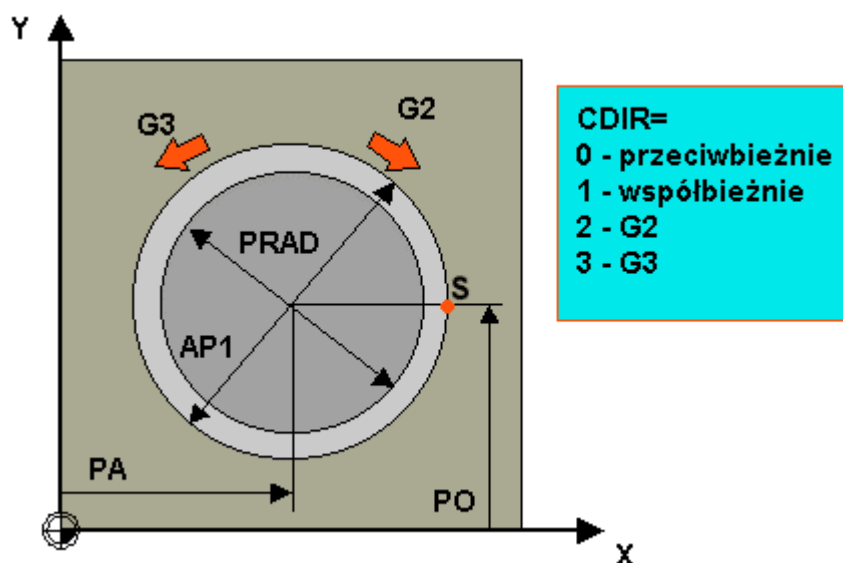 Y
G3
G2
CDIR=
0 - przeciwbieżnie
1 - współbieżnie
2 - G2
3 - G3
PRAD
S
AP1
PA
PO
X